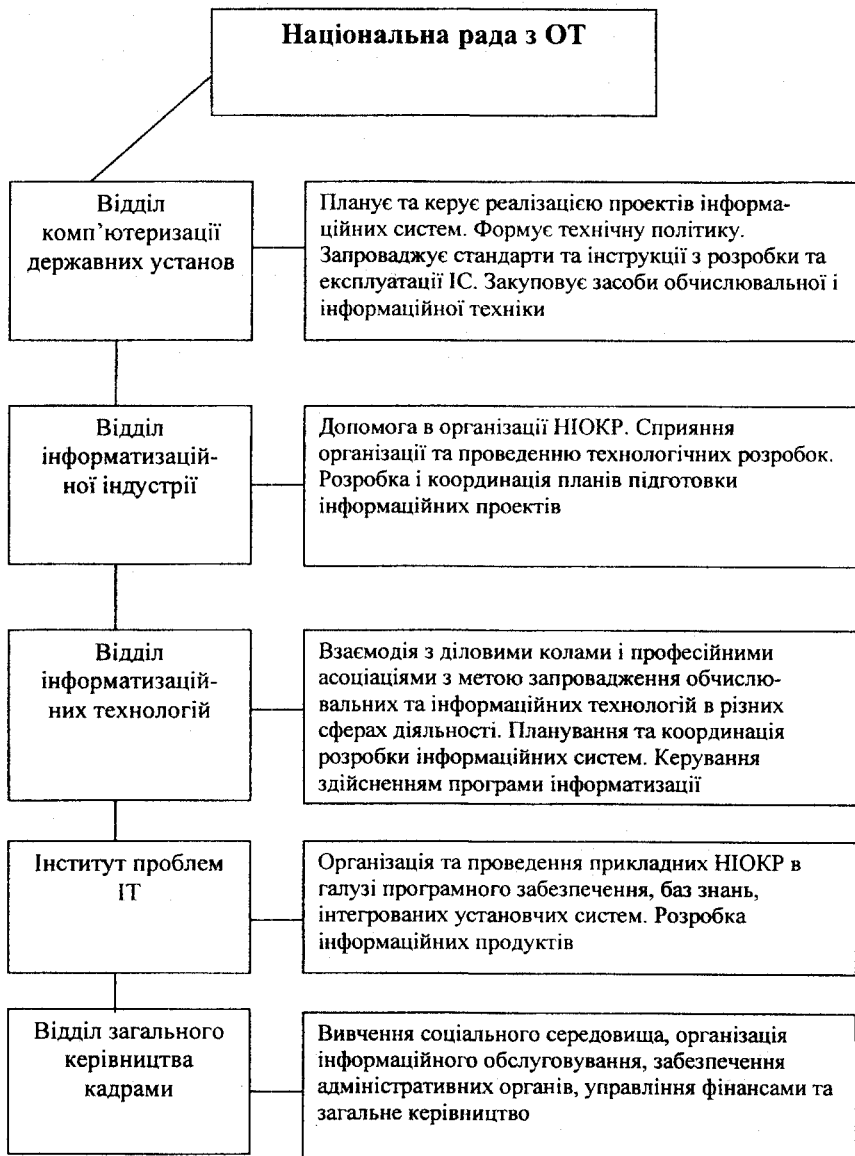 Національна рада з ОТ
Відділ
комп’ютеризації
державних установ
Планує та керує реалізацією проектів інформа-
ційних систем. Формує технічну політику.
Запроваджує стандарти та інструкції з розробки та
експлуатації ІС. Закуповує засоби обчислювальної і
інформаційної техніки
Відділ
інформатизацій-
ної індустрії
Допомога в організації НІОКР. Сприяння
організації та проведенню технологічних розробок.
Розробка і координація планів підготовки
інформаційних проектів
Відділ
інформатизацій-
них технологій
Взаємодія з діловими колами і професійними
асоціаціями з метою запровадження обчислю-
вальних та інформаційних технологій в різних
сферах діяльності. Планування та координація
розробки інформаційних систем. Керування
здійсненням програми інформатизації
Інститут проблем
ІТ
Організація та проведення прикладних НІОКР в
галузі програмного забезпечення, баз знань,
інтегрованих установчих систем. Розробка
інформаційних продуктів
Відділ загального
керівництва
кадрами
Вивчення соціального середовища, організація
інформаційного обслуговування, забезпечення
адміністративних органів, управління фінансами та
загальне керівництво